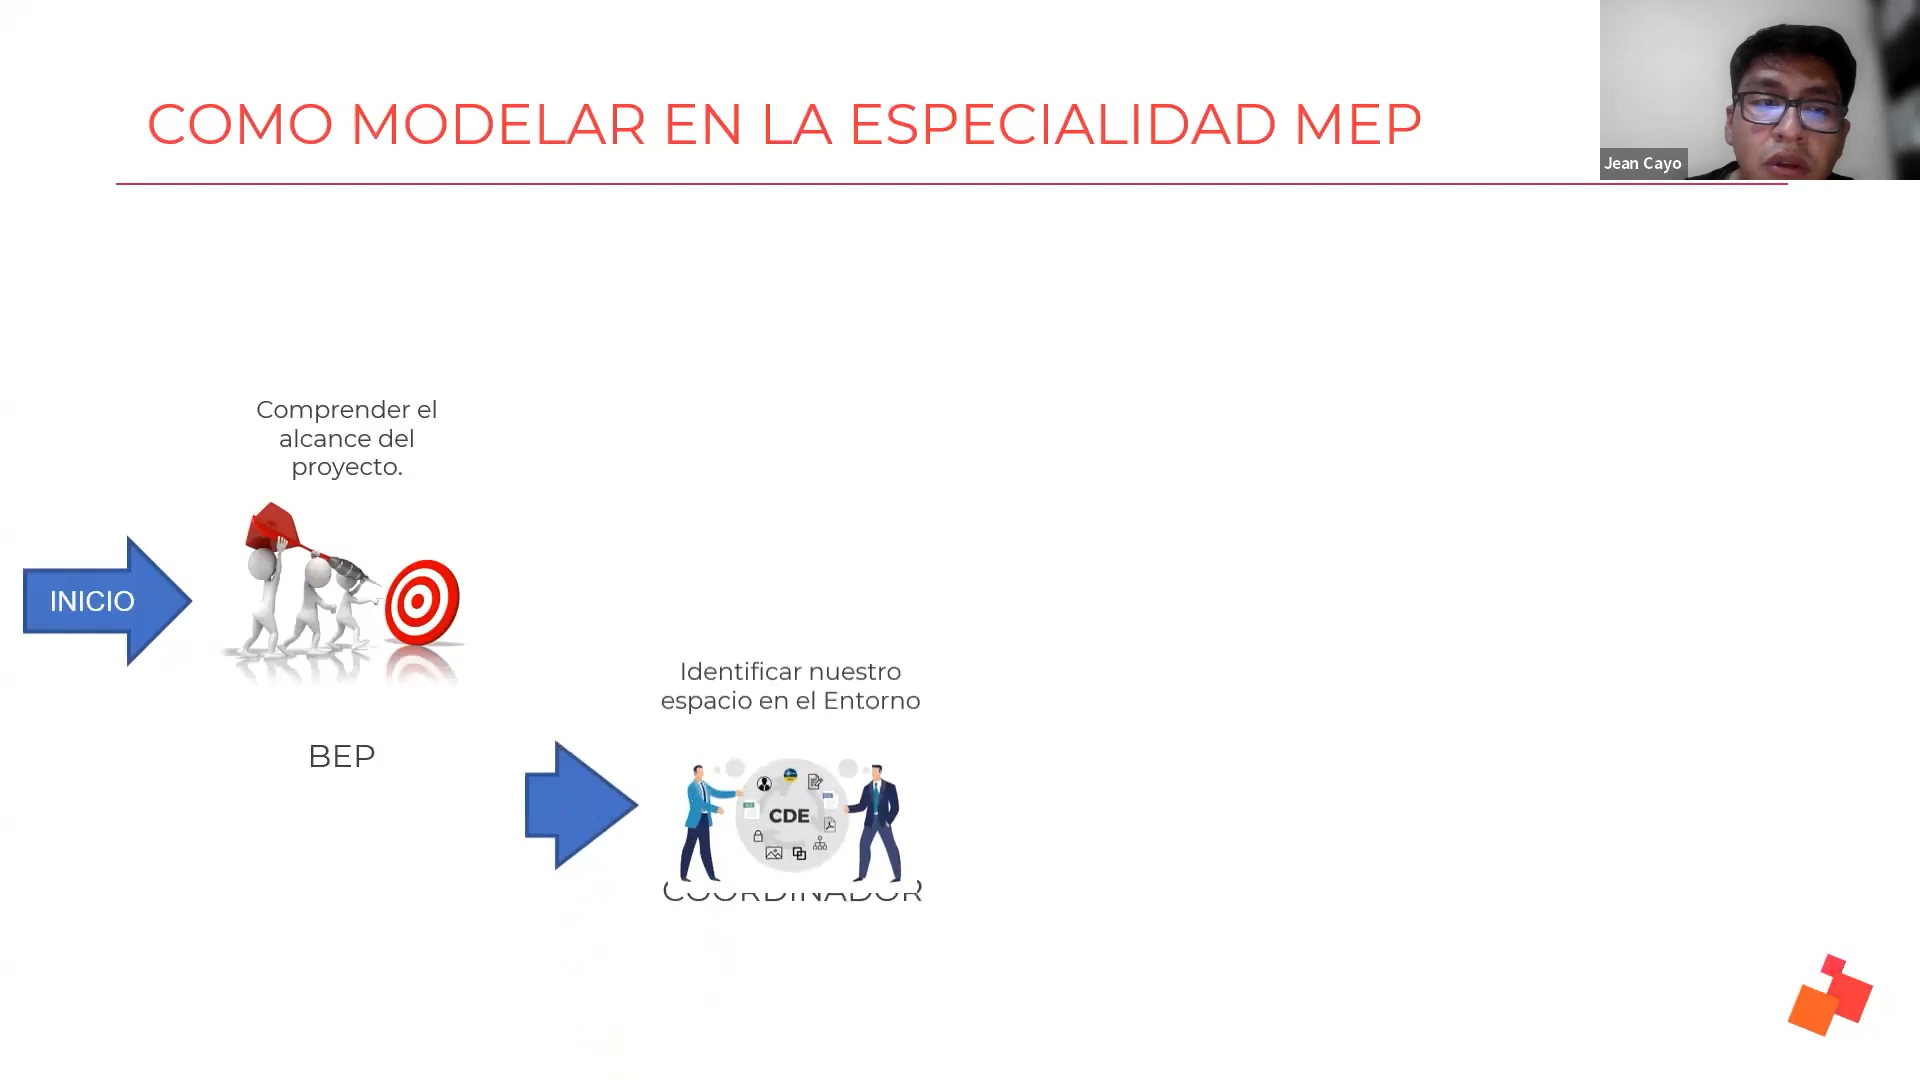 COMO MODELAR EN LA ESPECIALIDAD MEP
Jean Cayo
Comprender el
alcance del
proyecto.
INICIO
BEP
Identificar nuestro
espacio en el Entorno
CDE
COORDINADOR